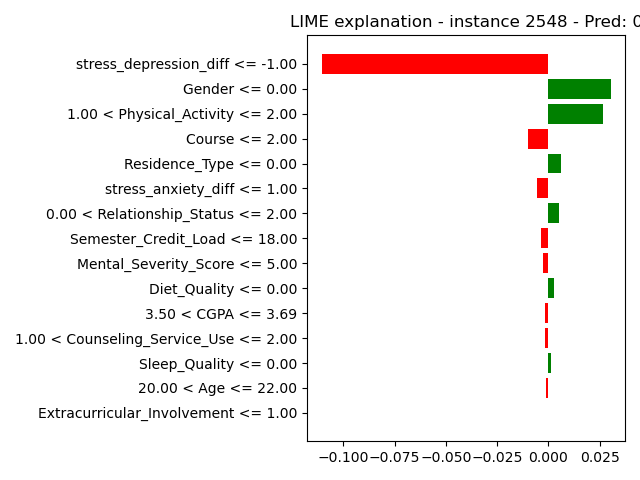 LIME explanation - instance 2548 - Pred: 0
stress_depression_diff <= -1.00
Gender <= 0.00
1.00 < Physical_Activity <= 2.00
Course <= 2.00
Residence_Type <= 0.00
stress_anxiety_diff <= 1.00
0.00 < Relationship_Status <= 2.00
Semester_Credit_Load <= 18.00
Mental_Severity_Score <= 5.00
Diet_Quality <= 0.00
3.50 < CGPA <= 3.69
1.00 < Counseling_Service_Use <= 2.00
Sleep_Quality <= 0.00
20.00 < Age <= 22.00
Extracurricular_Involvement <= 1.00
−0.100 −0.075 −0.050 −0.025 0.000 0.025